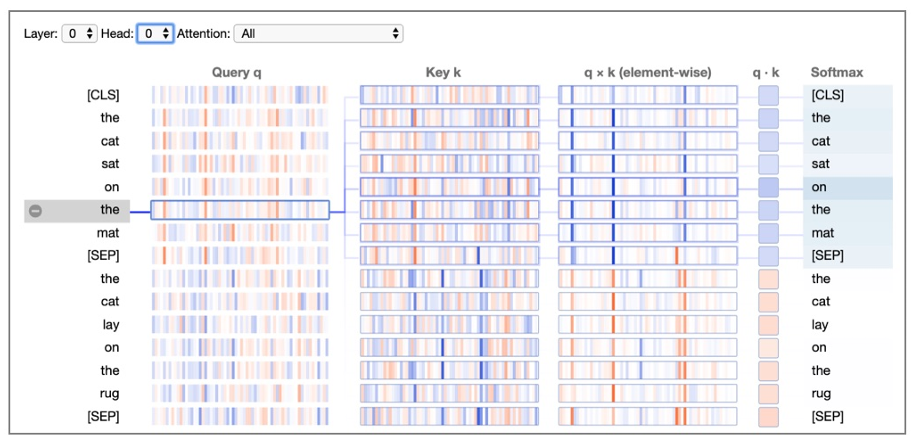 Layer: 0 Head: 0 Attention: All
Query q Key k q × k (element-wise) q · k Softmax
[CLS] [CLS]
the the
cat cat
sat sat
on on
the the
mat mat
[SEP] [SEP]
the the
cat cat
lay lay
on on
the the
rug rug
[SEP] [SEP]